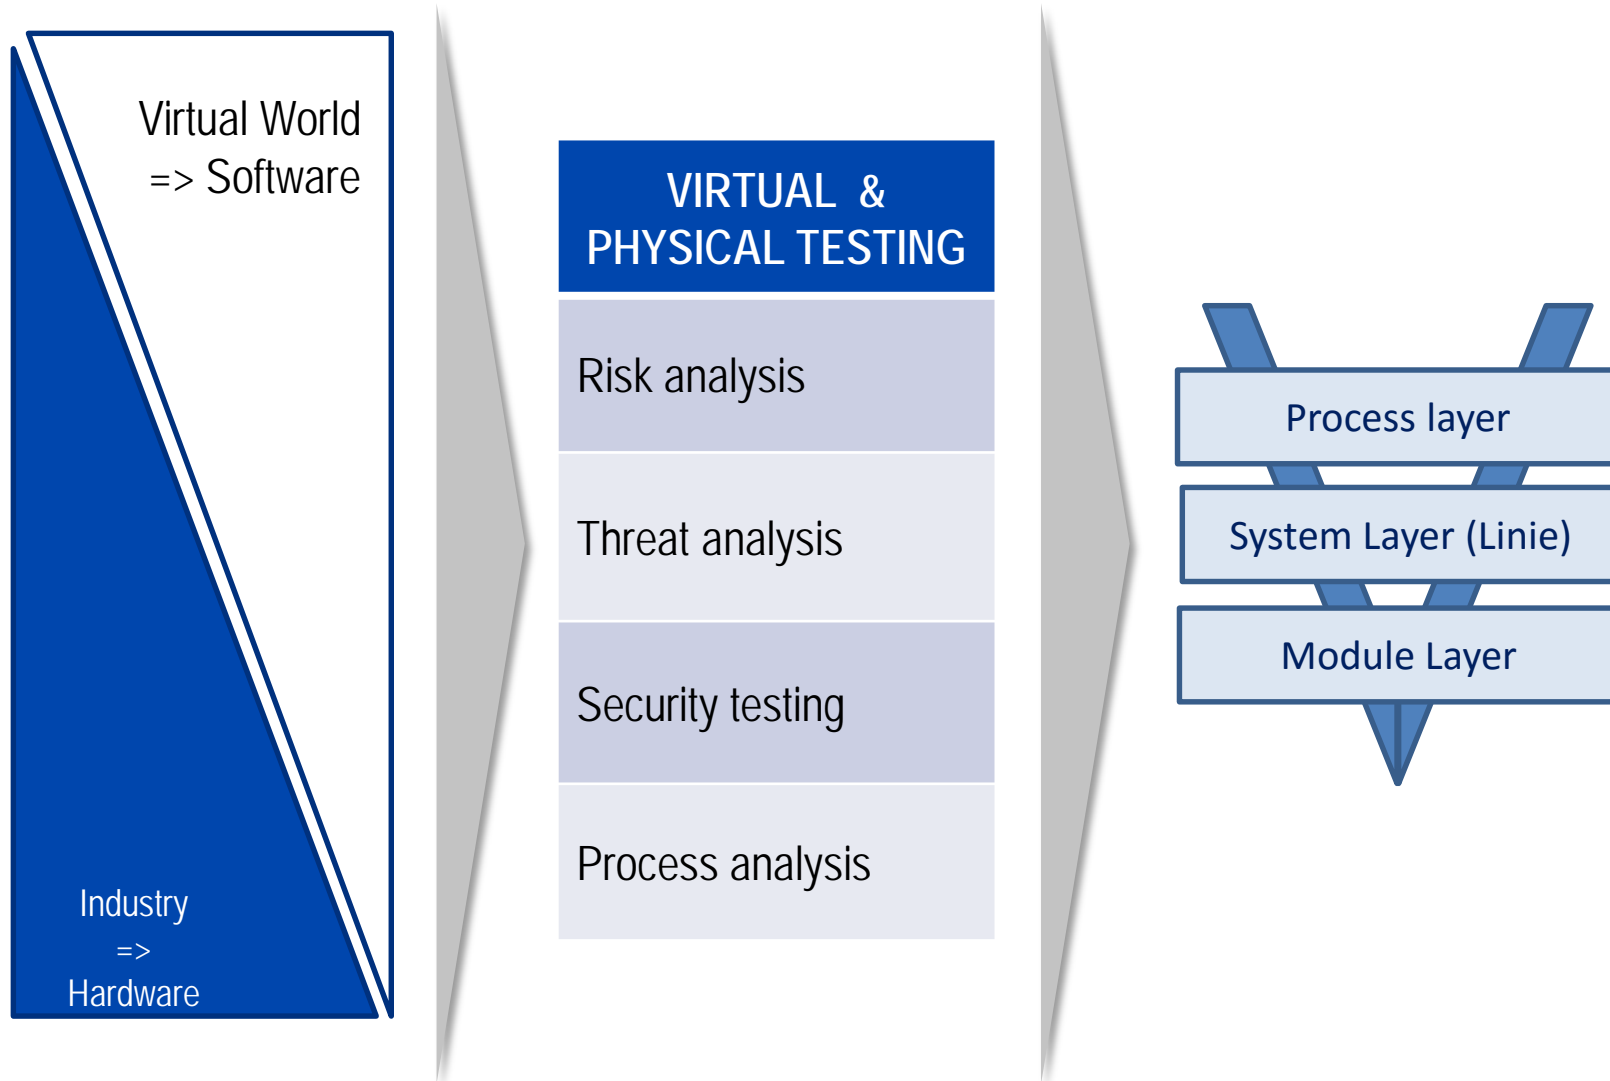 Virtual World
=> Software
Industry
=>
Hardware
VIRTUAL &
PHYSICAL TESTING
Risk analysis
Threat analysis
Security testing
Process analysis
Process layer
System Layer (Linie)
Module Layer